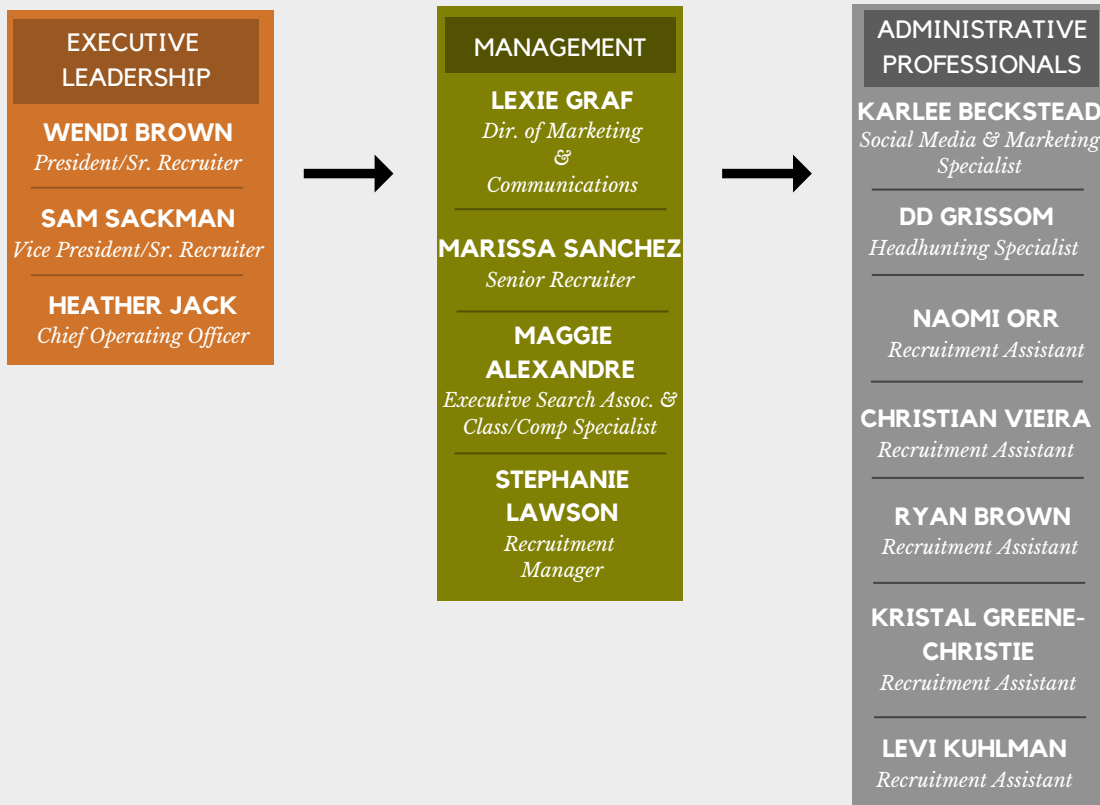 EXECUTIVE
LEADERSHIP
WENDI BROWN
President/Sr. Recruiter
SAM SACKMAN
Vice President/Sr. Recruiter
HEATHER JACK
Chief Operating Officer
MANAGEMENT
LEXIE GRAF
Dir. of Marketing
&
Communications
MARISSA SANCHEZ
Senior Recruiter
MAGGIE
ALEXANDRE
Executive Search Assoc. &
Class/Comp Specialist
STEPHANIE
LAWSON
Recruitment
Manager
ADMINISTRATIVE
PROFESSIONALS
KARLEE BECKSTEAD
Social Media & Marketing
Specialist
DD GRISSOM
Headhunting Specialist
NAOMI ORR
Recruitment Assistant
CHRISTIAN VIEIRA
Recruitment Assistant
RYAN BROWN
Recruitment Assistant
KRISTAL GREENE-
CHRISTIE
Recruitment Assistant
LEVI KUHLMAN
Recruitment Assistant